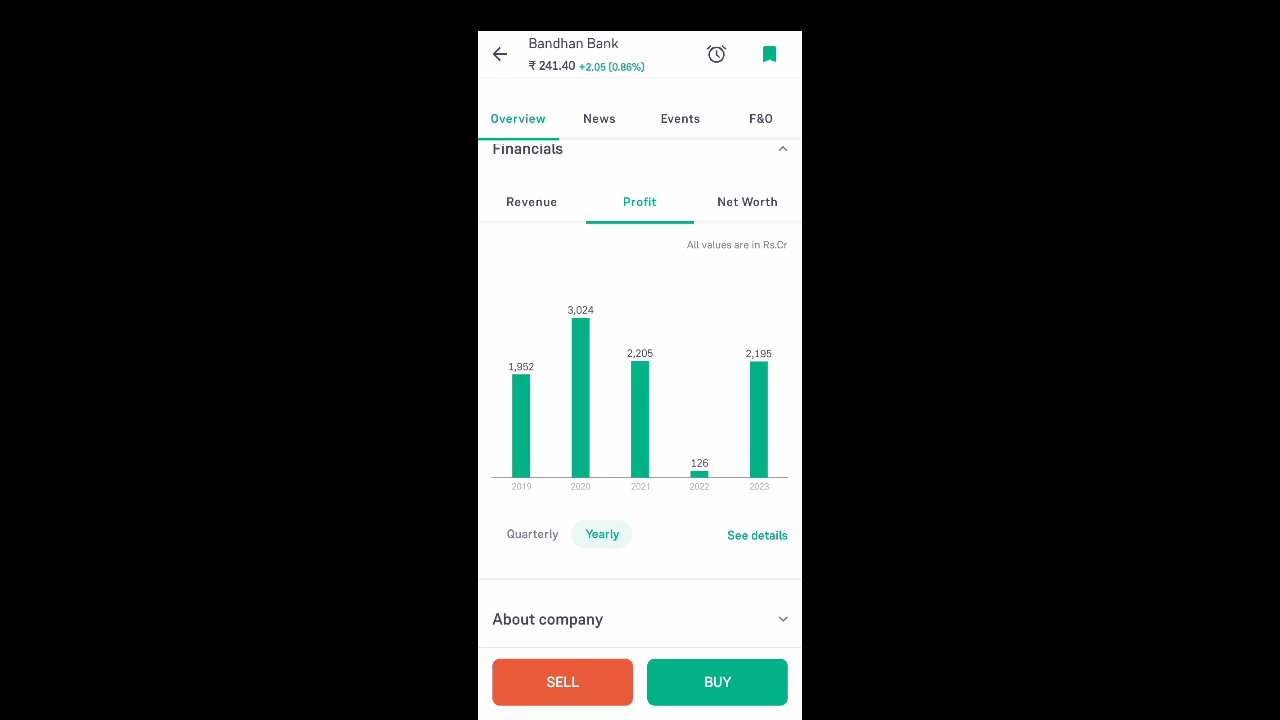 Bandhan Bank
₹ 241.40 +2.05 (0.86%)
Overview News Events F&O
Financials
Revenue Profit Net Worth
All values are in Rs.Cr
3,024
2,205 2,195
1,952
126
2019 2020 2021 2022 2023
Quarterly Yearly See details
About company
SELL BUY